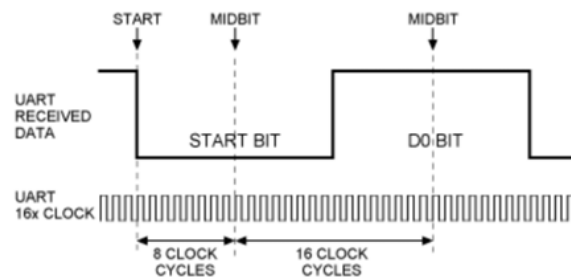 START MIDBIT MIDBIT
UART
RECEIVED
DATA
START BIT D0 BIT
UART
16x CLOCK
8 CLOCK
CYCLES
16 CLOCK
CYCLES